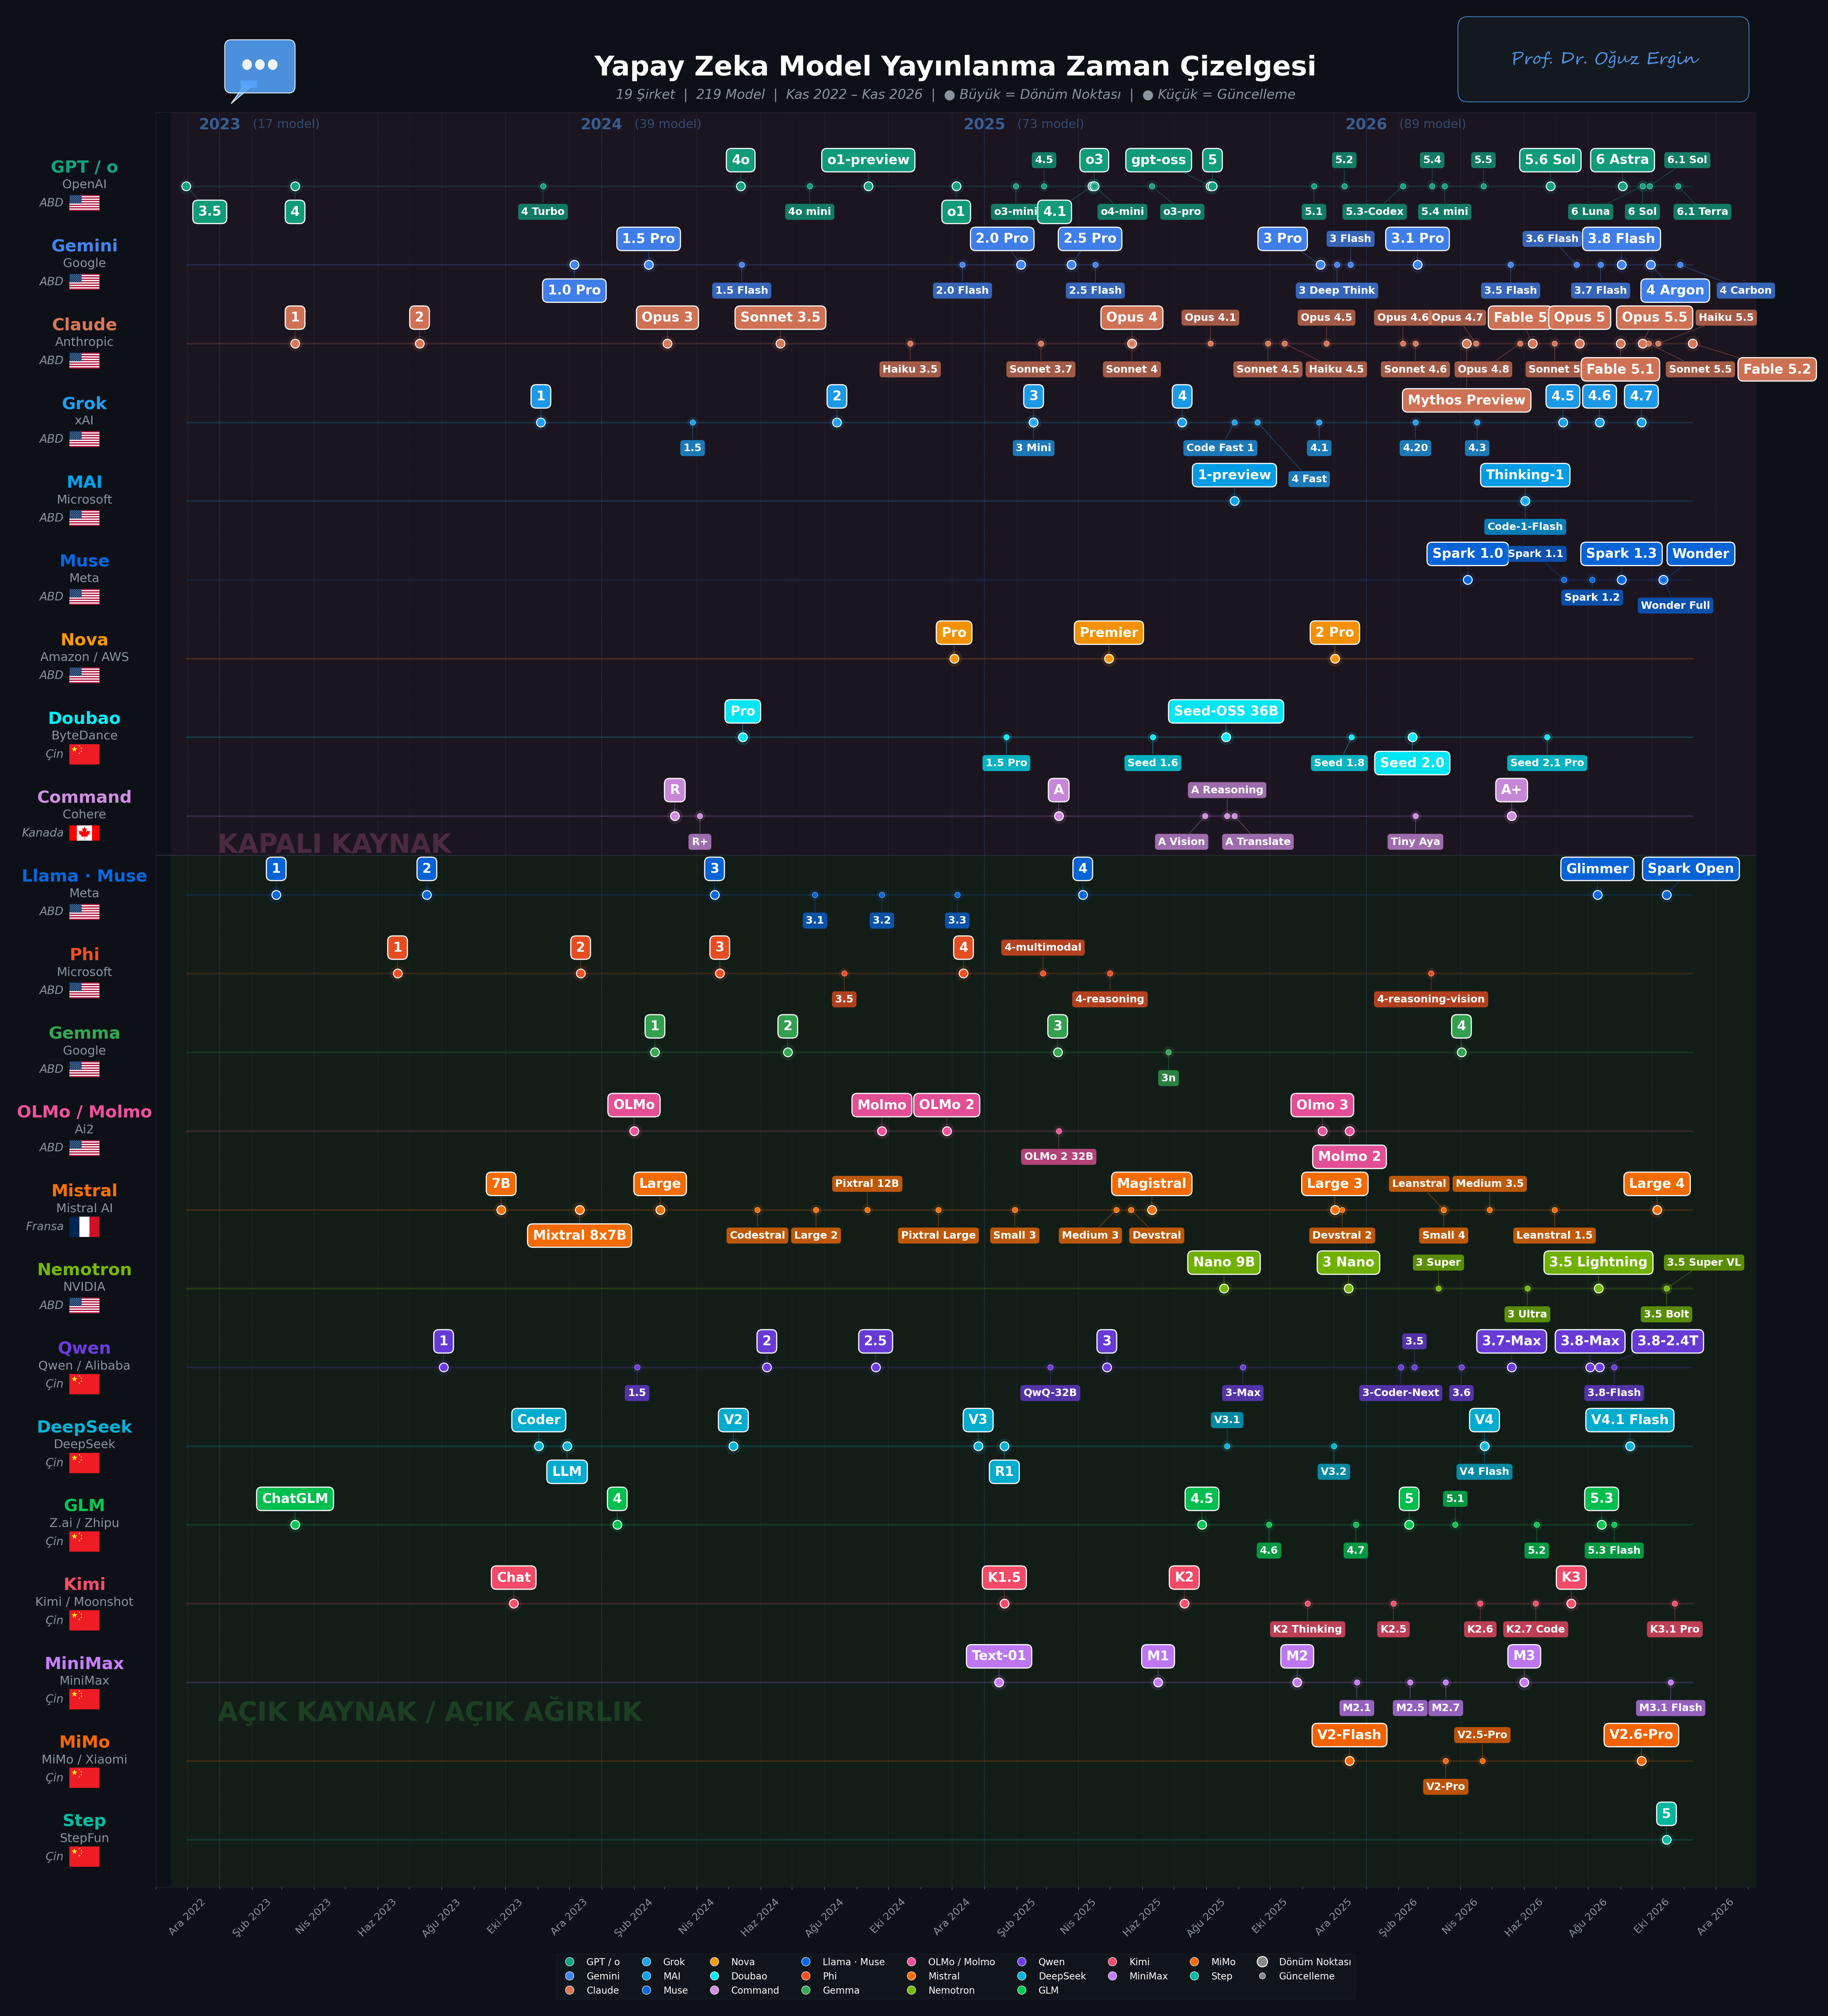 Yapay Zeka Model Yayınlanma Zaman Çizelgesi
Prof. Dr. Oğuz Ergin
19 Şirket | 219 Model | Kas 2022 – Kas 2026 | ● Büyük = Dönüm Noktası | ● Küçük = Güncelleme
2023 (17 model) 2024 (39 model) 2025 (73 model) 2026 (89 model)
GPT / o
OpenAI
ABD
4o o1-preview 4.5 o3 gpt-oss 5 5.2 5.4 5.5 5.6 Sol 6 Astra 6.1 Sol
3.5 4 4 Turbo 4o mini o1 o3-mini 4.1 o4-mini o3-pro 5.1 5.3-Codex 5.4 mini 6 Luna 6 Sol 6.1 Terra
Gemini
Google
ABD
1.5 Pro 2.0 Pro 2.5 Pro 3 Pro 3 Flash 3.1 Pro 3.6 Flash 3.8 Flash
1.0 Pro 1.5 Flash 2.0 Flash 2.5 Flash 3 Deep Think 3.5 Flash 3.7 Flash 4 Argon 4 Carbon
Claude
Anthropic
ABD
1 2 Opus 3 Sonnet 3.5 Opus 4 Opus 4.1 Opus 4.5 Opus 4.6 Opus 4.7 Fable 5 Opus 5 Opus 5.5 Haiku 5.5
Haiku 3.5 Sonnet 3.7 Sonnet 4 Sonnet 4.5 Haiku 4.5 Sonnet 4.6 Opus 4.8 Sonnet 5 Fable 5.1 Sonnet 5.5 Fable 5.2
Mythos Preview
Grok
xAI
ABD
1 2 3 4 4.5 4.6 4.7
1.5 3 Mini Code Fast 1 4.1 4.20 4.3
4 Fast
MAI
Microsoft
ABD
1-preview Thinking-1
Code-1-Flash
Muse
Meta
ABD
Spark 1.0 Spark 1.1 Spark 1.3 Wonder
Spark 1.2 Wonder Full
Nova
Amazon / AWS
ABD
Pro Premier 2 Pro
Doubao
ByteDance
Çin
Pro Seed-OSS 36B
1.5 Pro Seed 1.6 Seed 1.8 Seed 2.0 Seed 2.1 Pro
Command
Cohere
Kanada
R A A Reasoning A+
R+ A Vision A Translate Tiny Aya
KAPALI KAYNAK
Llama · Muse
Meta
ABD
1 2 3 4 Glimmer Spark Open
3.1 3.2 3.3
Phi
Microsoft
ABD
1 2 3 4 4-multimodal
3.5 4-reasoning 4-reasoning-vision
Gemma
Google
ABD
1 2 3 4
3n
OLMo / Molmo
Ai2
ABD
OLMo Molmo OLMo 2 Olmo 3
OLMo 2 32B Molmo 2
Mistral
Mistral AI
Fransa
7B Large Pixtral 12B Magistral Large 3 Leanstral Medium 3.5 Large 4
Mixtral 8x7B Codestral Large 2 Pixtral Large Small 3 Medium 3 Devstral Devstral 2 Small 4 Leanstral 1.5
Nemotron
NVIDIA
ABD
Nano 9B 3 Nano 3 Super 3.5 Lightning 3.5 Super VL
3 Ultra 3.5 Bolt
Qwen
Qwen / Alibaba
Çin
1 2 2.5 3 3.5 3.7-Max 3.8-Max 3.8-2.4T
1.5 QwQ-32B 3-Max 3-Coder-Next 3.6 3.8-Flash
DeepSeek
DeepSeek
Çin
Coder V2 V3 V3.1 V4 V4.1 Flash
LLM R1 V3.2 V4 Flash
GLM
Z.ai / Zhipu
Çin
ChatGLM 4 4.5 5 5.1 5.3
4.6 4.7 5.2 5.3 Flash
Kimi
Kimi / Moonshot
Çin
Chat K1.5 K2 K3
K2 Thinking K2.5 K2.6 K2.7 Code K3.1 Pro
MiniMax
MiniMax
Çin
Text-01 M1 M2 M3
M2.1 M2.5 M2.7 M3.1 Flash
AÇIK KAYNAK / AÇIK AĞIRLIK
MiMo
MiMo / Xiaomi
Çin
V2-Flash V2.5-Pro V2.6-Pro
V2-Pro
Step
StepFun
Çin
5
Ara 2022 Şub 2023 Nis 2023 Haz 2023 Ağu 2023 Eki 2023 Ara 2023 Şub 2024 Nis 2024 Haz 2024 Ağu 2024 Eki 2024 Ara 2024 Şub 2025 Nis 2025 Haz 2025 Ağu 2025 Eki 2025 Ara 2025 Şub 2026 Nis 2026 Haz 2026 Ağu 2026 Eki 2026 Ara 2026
GPT / o Grok Nova Llama · Muse OLMo / Molmo Qwen Kimi MiMo Dönüm Noktası
Gemini MAI Doubao Phi Mistral DeepSeek MiniMax Step Güncelleme
Claude Muse Command Gemma Nemotron GLM